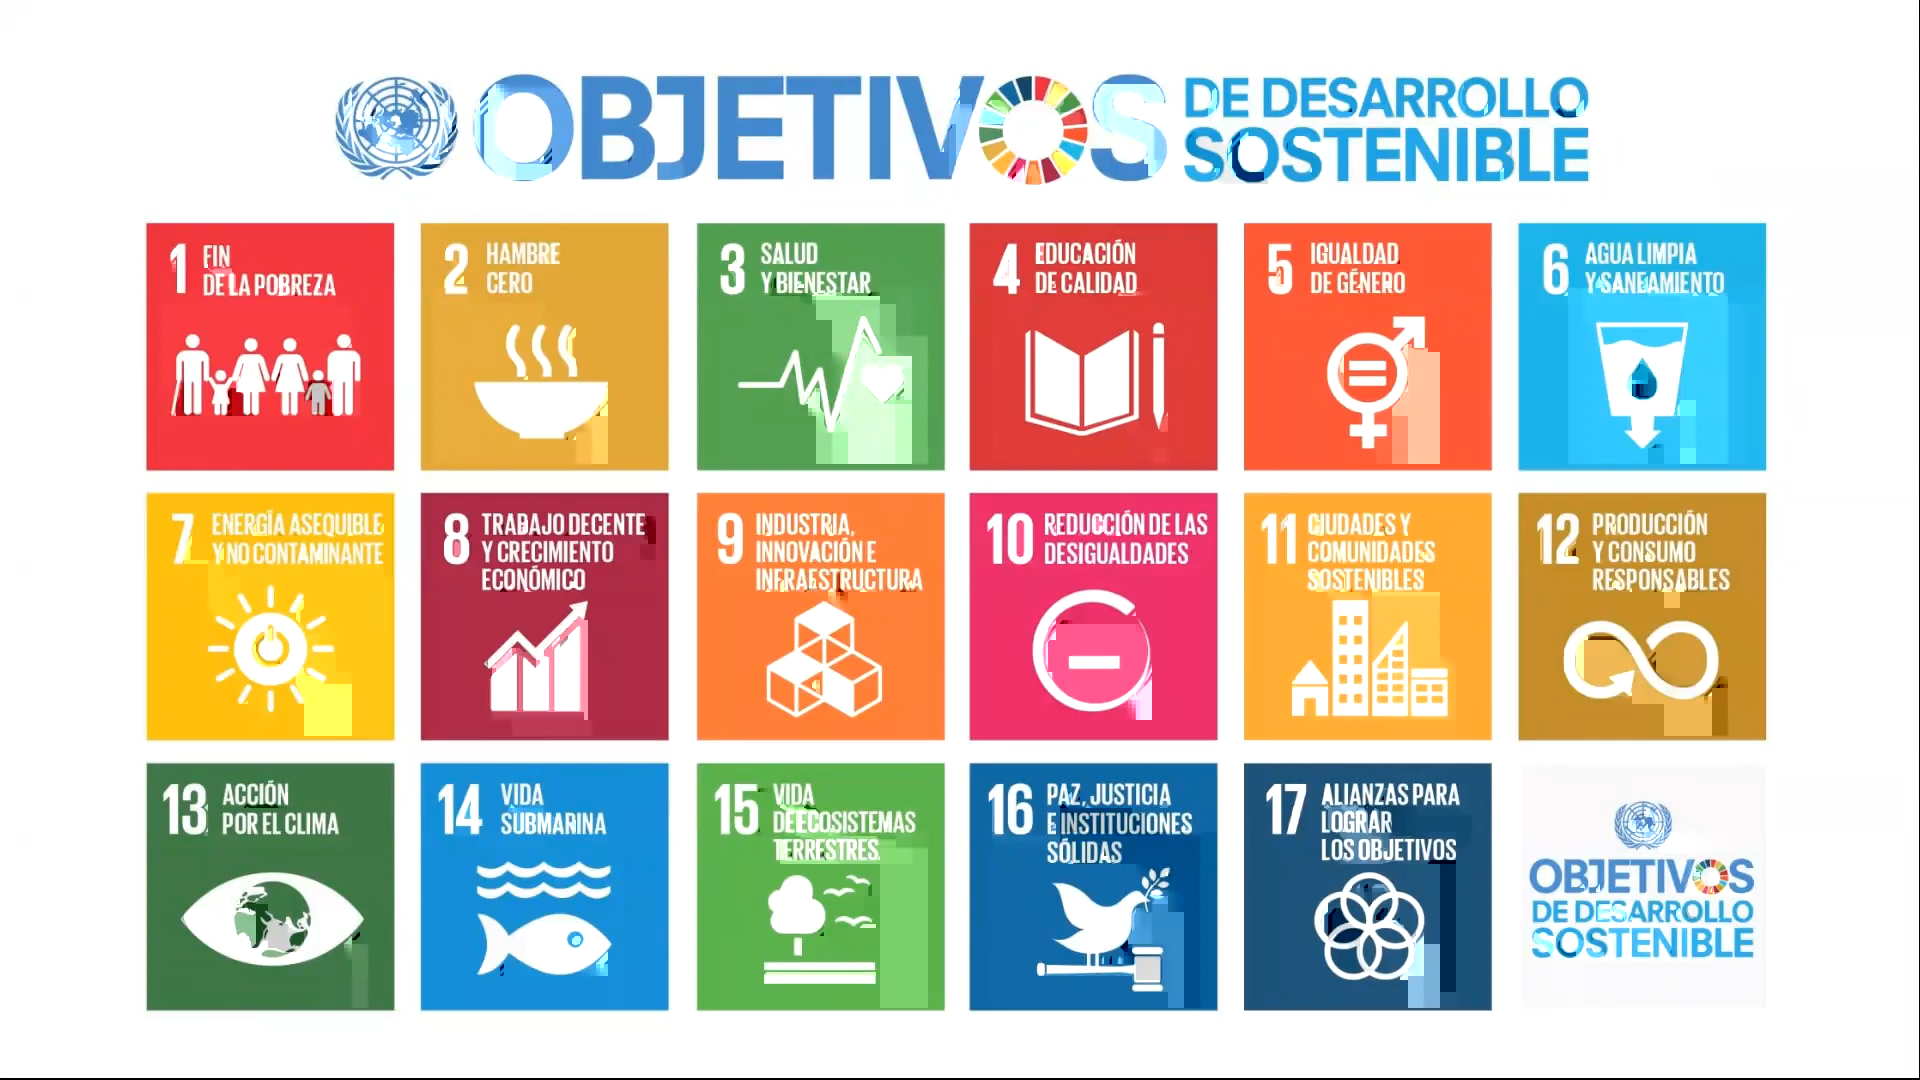 OBJETIVOS DE DESARROLLO
SOSTENIBLE
1 FIN
DE LA POBREZA
2 HAMBRE
CERO
3 SALUD
Y BIENESTAR
4 EDUCACIÓN
DE CALIDAD
5 IGUALDAD
DE GÉNERO
6 AGUA LIMPIA
Y SANEAMIENTO
7 ENERGÍA ASEQUIBLE
Y NO CONTAMINANTE
8 TRABAJO DECENTE
Y CRECIMIENTO
ECONÓMICO
9 INDUSTRIA,
INNOVACIÓN E
INFRAESTRUCTURA
10 REDUCCIÓN DE LAS
DESIGUALDADES
11 CIUDADES Y
COMUNIDADES
SOSTENIBLES
12 PRODUCCIÓN
Y CONSUMO
RESPONSABLES
13 ACCIÓN
POR EL CLIMA
14 VIDA
SUBMARINA
15 VIDA
DE ECOSISTEMAS
TERRESTRES
16 PAZ, JUSTICIA
E INSTITUCIONES
SÓLIDAS
17 ALIANZAS PARA
LOGRAR
LOS OBJETIVOS
OBJETIVOS
DE DESARROLLO
SOSTENIBLE